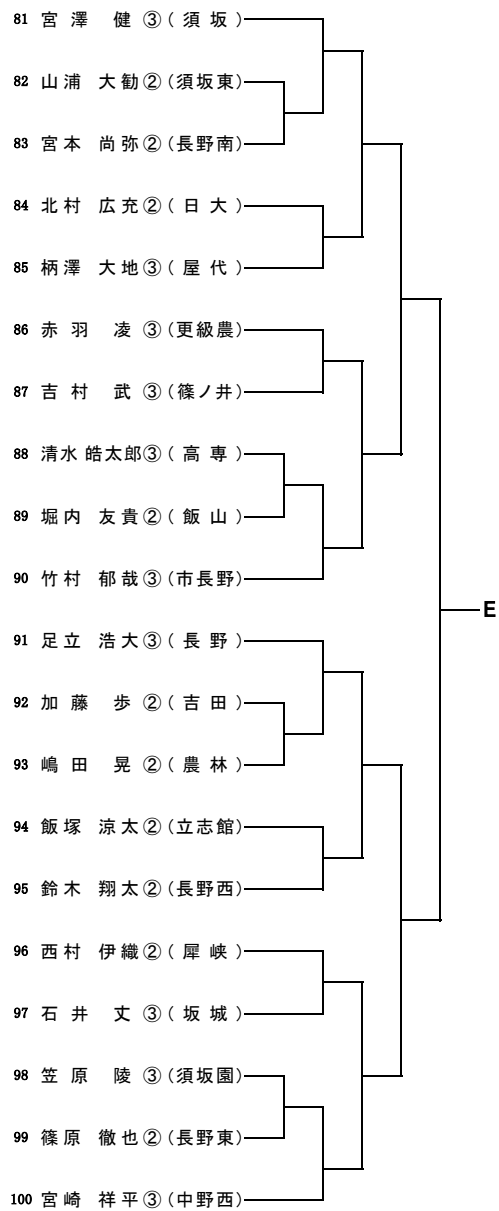 81 宮澤 健 ③ (須坂)
82 山浦 大勧 ② (須坂東)
83 宮本 尚弥 ② (長野南)
84 北村 広充 ② (日大)
85 柄澤 大地 ③ (屋代)
86 赤羽 凌 ③ (更級農)
87 吉村 武 ③ (篠ノ井)
88 清水 皓太郎 ③ (高専)
89 堀内 友貴 ② (飯山)
90 竹村 郁哉 ③ (市長野)
E
91 足立 浩大 ③ (長野)
92 加藤 歩 ② (吉田)
93 嶋田 晃 ② (農林)
94 飯塚 涼太 ② (立志館)
95 鈴木 翔太 ② (長野西)
96 西村 伊織 ② (犀峡)
97 石井 丈 ③ (坂城)
98 笠原 陵 ③ (須坂園)
99 篠原 徹也 ② (長野東)
100 宮崎 祥平 ③ (中野西)